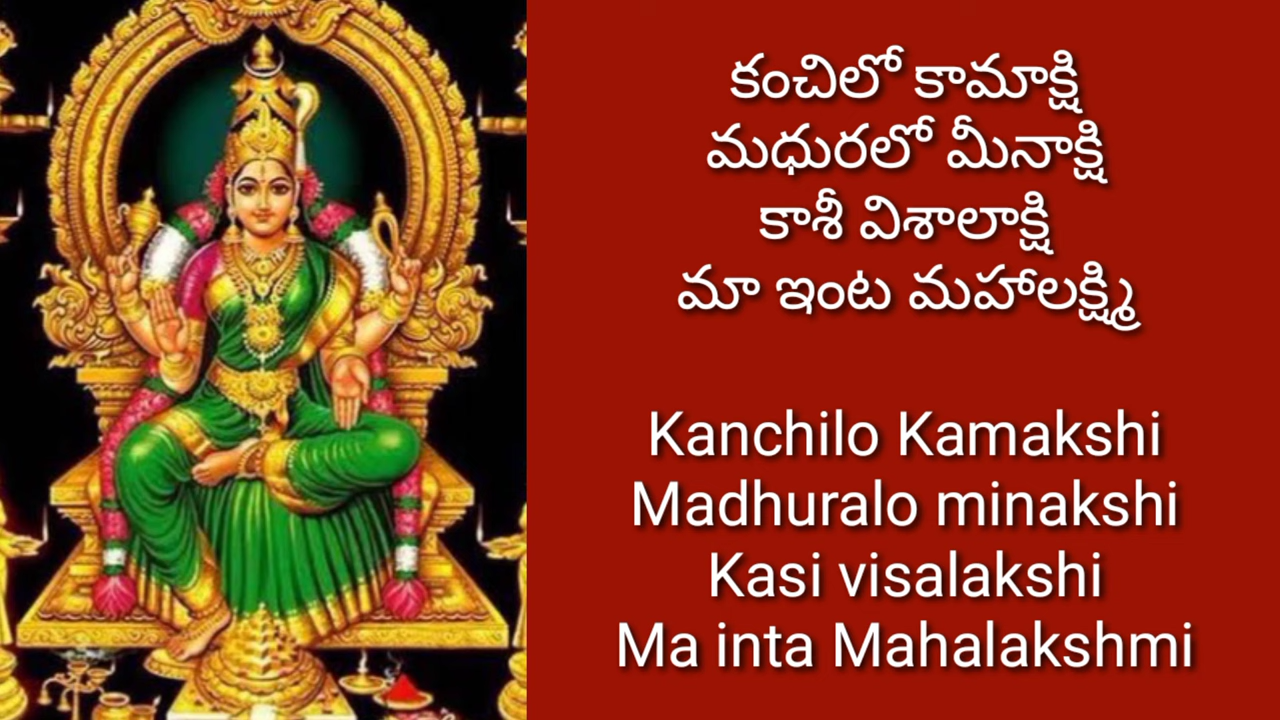 కంచిలో కామాక్షి
మధురలో మీనాక్షి
కాశీ విశాలాక్షి
మా ఇంట మహాలక్ష్మి
Kanchilo Kamakshi
Madhuralo minakshi
Kasi visalakshi
Ma inta Mahalakshmi